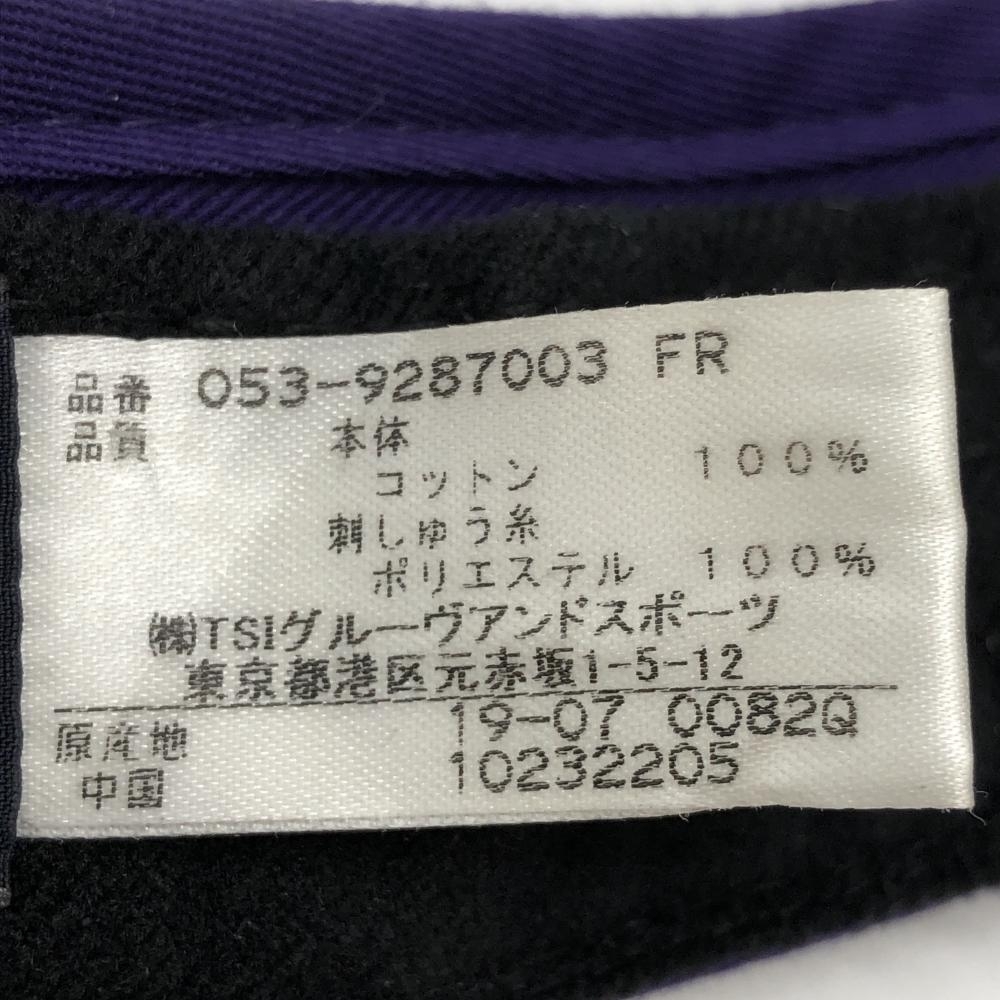 品番 053-9287003 FR
品質 本体
コットン 100%
刺しゅう糸
ポリエステル 100%
㈱TSIグルーヴアンドスポーツ
東京都港区元赤坂1-5-12
19-07 0082Q
原産地 10232205
中国